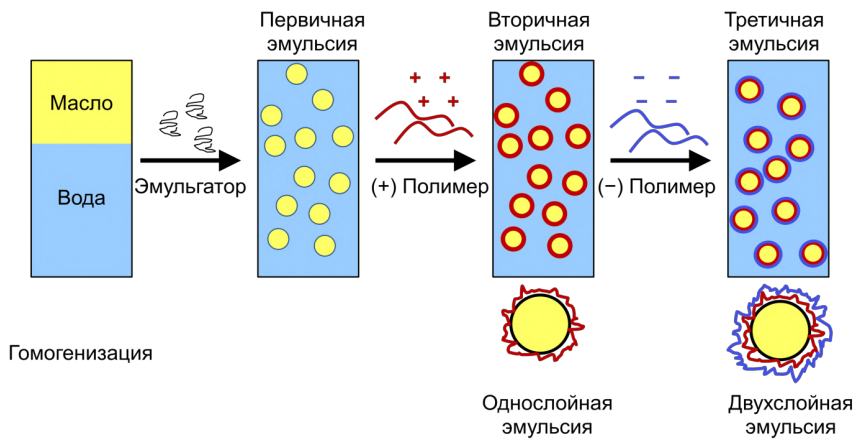 Первичная
эмульсия
Вторичная
эмульсия
Третичная
эмульсия
Масло
Вода
Эмульгатор
+ +
+ +
(+) Полимер
− −
− −
(−) Полимер
Гомогенизация
Однослойная
эмульсия
Двухслойная
эмульсия